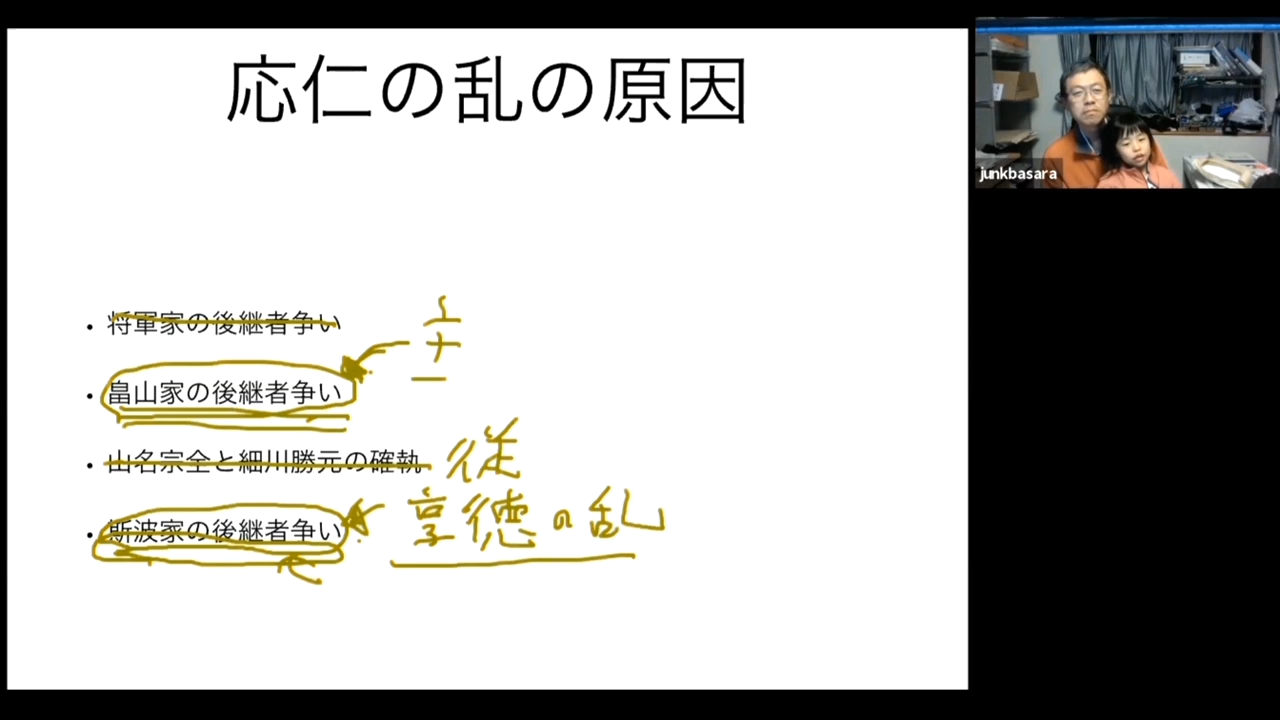 応仁の乱の原因
junkbasara
• 将軍家の後継者争い
• 畠山家の後継者争い
• 山名宗全と細川勝元の確執
従
• 斯波家の後継者争い
享徳の乱